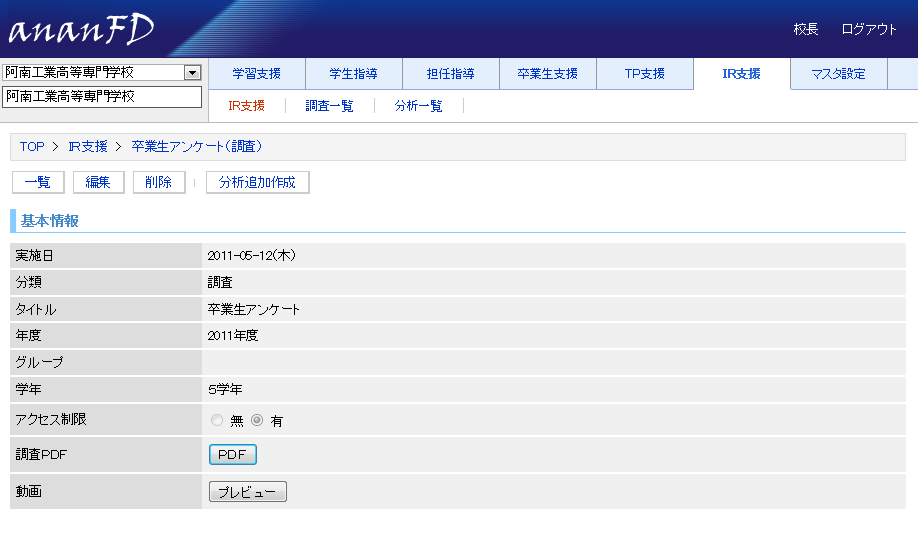 ananFD
校長 ログアウト
阿南工業高等専門学校
阿南工業高等専門学校
学習支援 学生指導 担任指導 卒業生支援 TP支援 IR支援 マスタ設定
IR支援 調査一覧 分析一覧
TOP > IR支援 > 卒業生アンケート(調査)
一覧 編集 削除 分析追加作成
基本情報
実施日 2011-05-12(木)
分類 調査
タイトル 卒業生アンケート
年度 2011年度
グループ
学年 5学年
アクセス制限 無 有
調査PDF PDF
動画 プレビュー